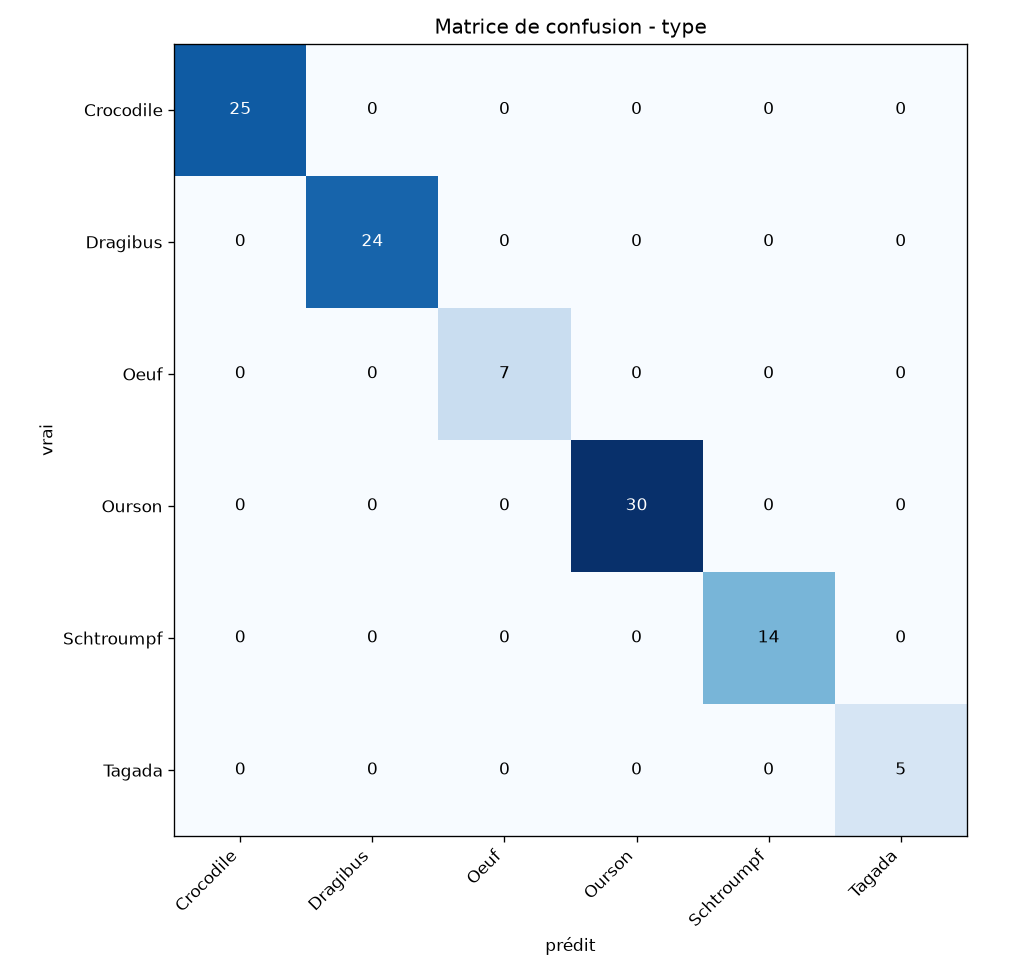 Matrice de confusion - type
Crocodile 25 0 0 0 0 0
Dragibus 0 24 0 0 0 0
Oeuf 0 0 7 0 0 0
vrai
Ourson 0 0 0 30 0 0
Schtroumpf 0 0 0 0 14 0
Tagada 0 0 0 0 0 5
Crocodile Dragibus Oeuf Ourson Schtroumpf Tagada
prédit